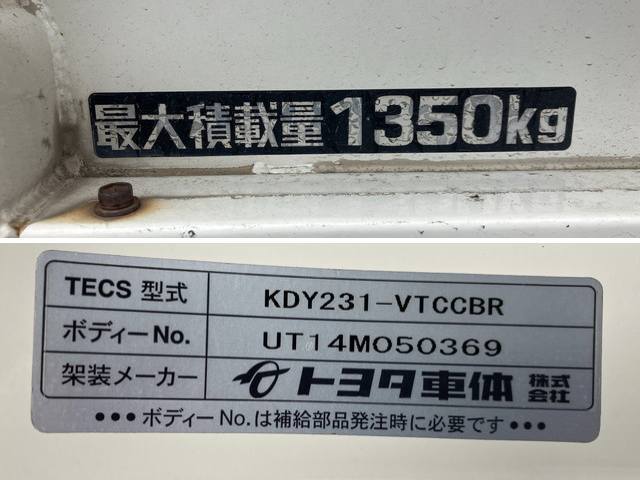 最大積載量1350kg
TECS 型式 KDY231-VTCCBR
ボディーNo. UT14M050369
架装メーカー トヨタ車体 株式会社
•••ボディーNo.は補給部品発注時に必要です•••